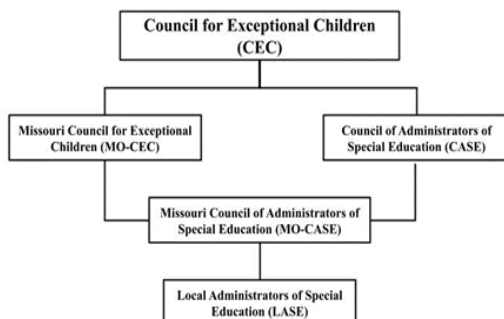 Council for Exceptional Children
(CEC)
Missouri Council for Exceptional
Children (MO-CEC)
Council of Administrators of
Special Education (CASE)
Missouri Council of Administrators of
Special Education (MO-CASE)
Local Administrators of Special
Education (LASE)